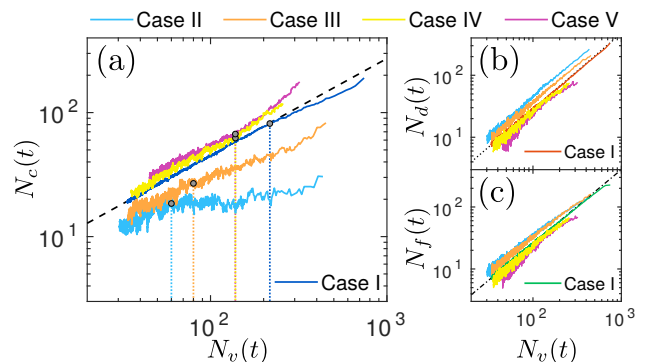 Case II Case III Case IV Case V
(a)
N_c(t)
10^2
10^1
Case I
10^2
10^3
N_v(t)
(b)
N_d(t)
10^2
10^1
Case I
(c)
N_f(t)
10^2
10^1
Case I
10^2
10^3
N_v(t)